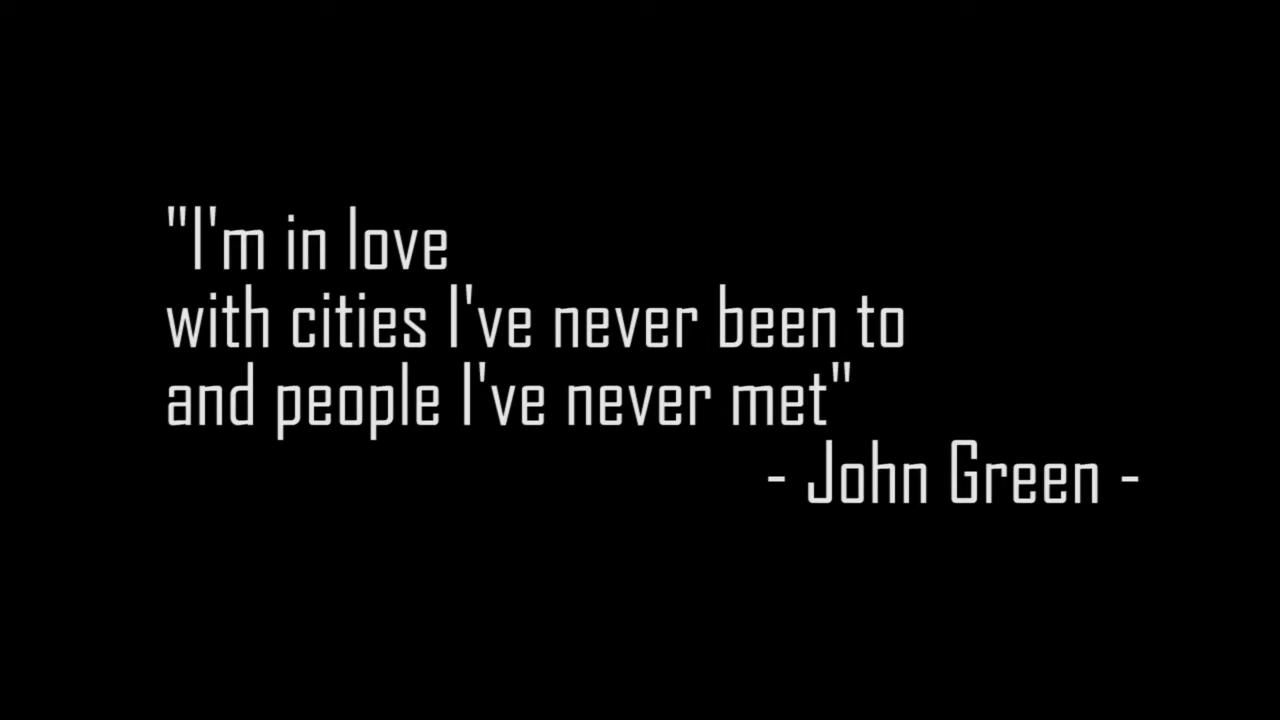 "I'm in love
with cities I've never been to
and people I've never met"
- John Green -